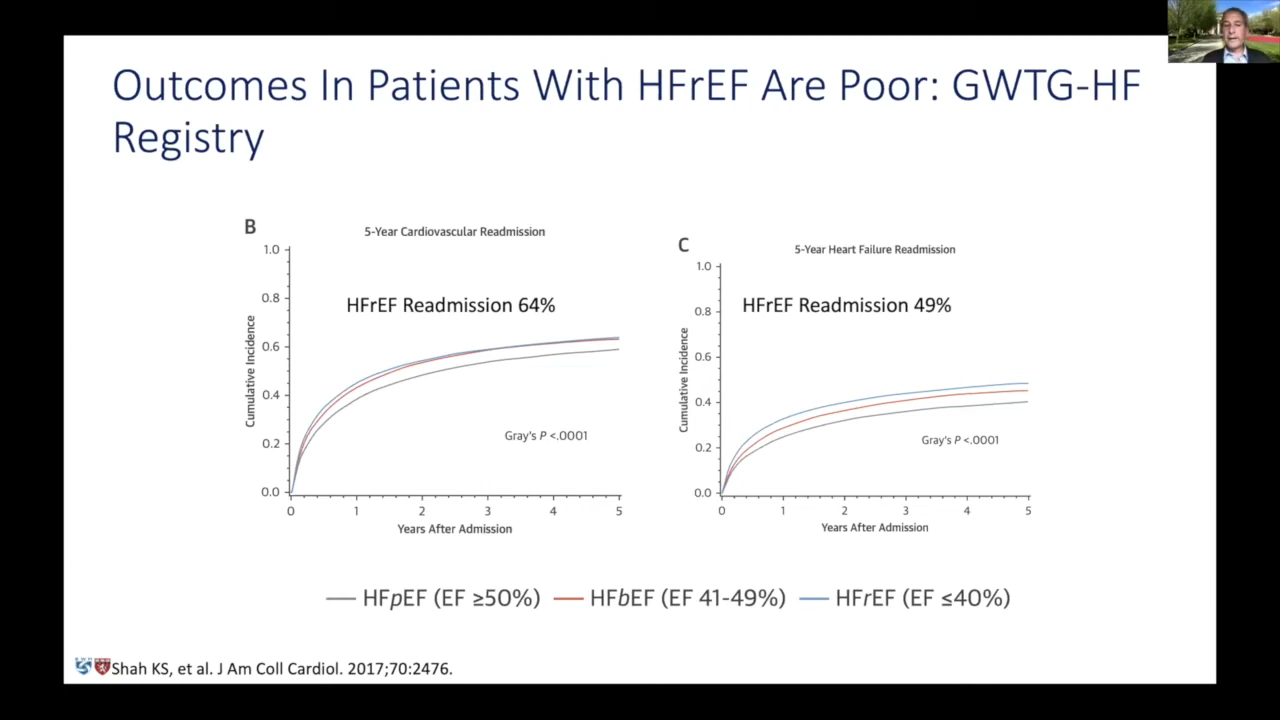 Outcomes In Patients With HFrEF Are Poor: GWTG-HF
Registry
B
5-Year Cardiovascular Readmission
HFrEF Readmission 64%
Cumulative Incidence
1.0
0.8
0.6
0.4
0.2
0.0
Gray's P <.0001
0 1 2 3 4 5
Years After Admission
C
5-Year Heart Failure Readmission
HFrEF Readmission 49%
Cumulative Incidence
1.0
0.8
0.6
0.4
0.2
0.0
Gray's P <.0001
0 1 2 3 4 5
Years After Admission
HFpEF (EF ≥50%) HFbEF (EF 41-49%) HFrEF (EF ≤40%)
Shah KS, et al. J Am Coll Cardiol. 2017;70:2476.